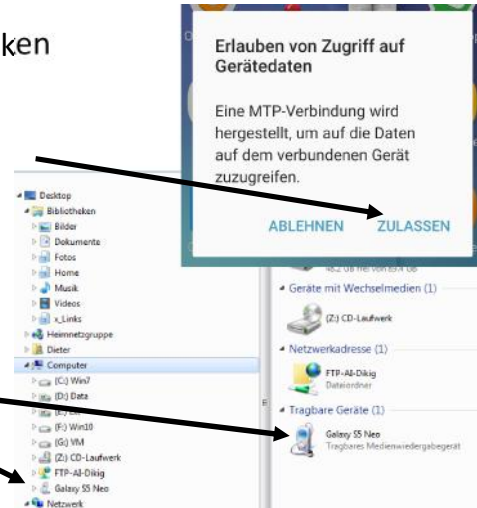 ken
Erlauben von Zugriff auf
Gerätedaten
Eine MTP-Verbindung wird
hergestellt, um auf die Daten
auf dem verbundenen Gerät
zuzugreifen.
ABLEHNEN ZULASSEN
Desktop
Bibliotheken
Bilder
Dokumente
Fotos
Home
Musik
Videos
x_Links
Heimnetzgruppe
Dieter
Computer
(C:) Win7
(D:) Data
(F:) Win10
(G:) VM
(Z:) CD-Laufwerk
FTP-AI-Dikig
Galaxy S5 Neo
Netzwerk
Geräte mit Wechselmedien (1)
(Z:) CD-Laufwerk
Netzwerkadresse (1)
FTP-AI-Dikig
Dateiordner
Tragbare Geräte (1)
Galaxy S5 Neo
Tragbares Medienwiedergabegerät